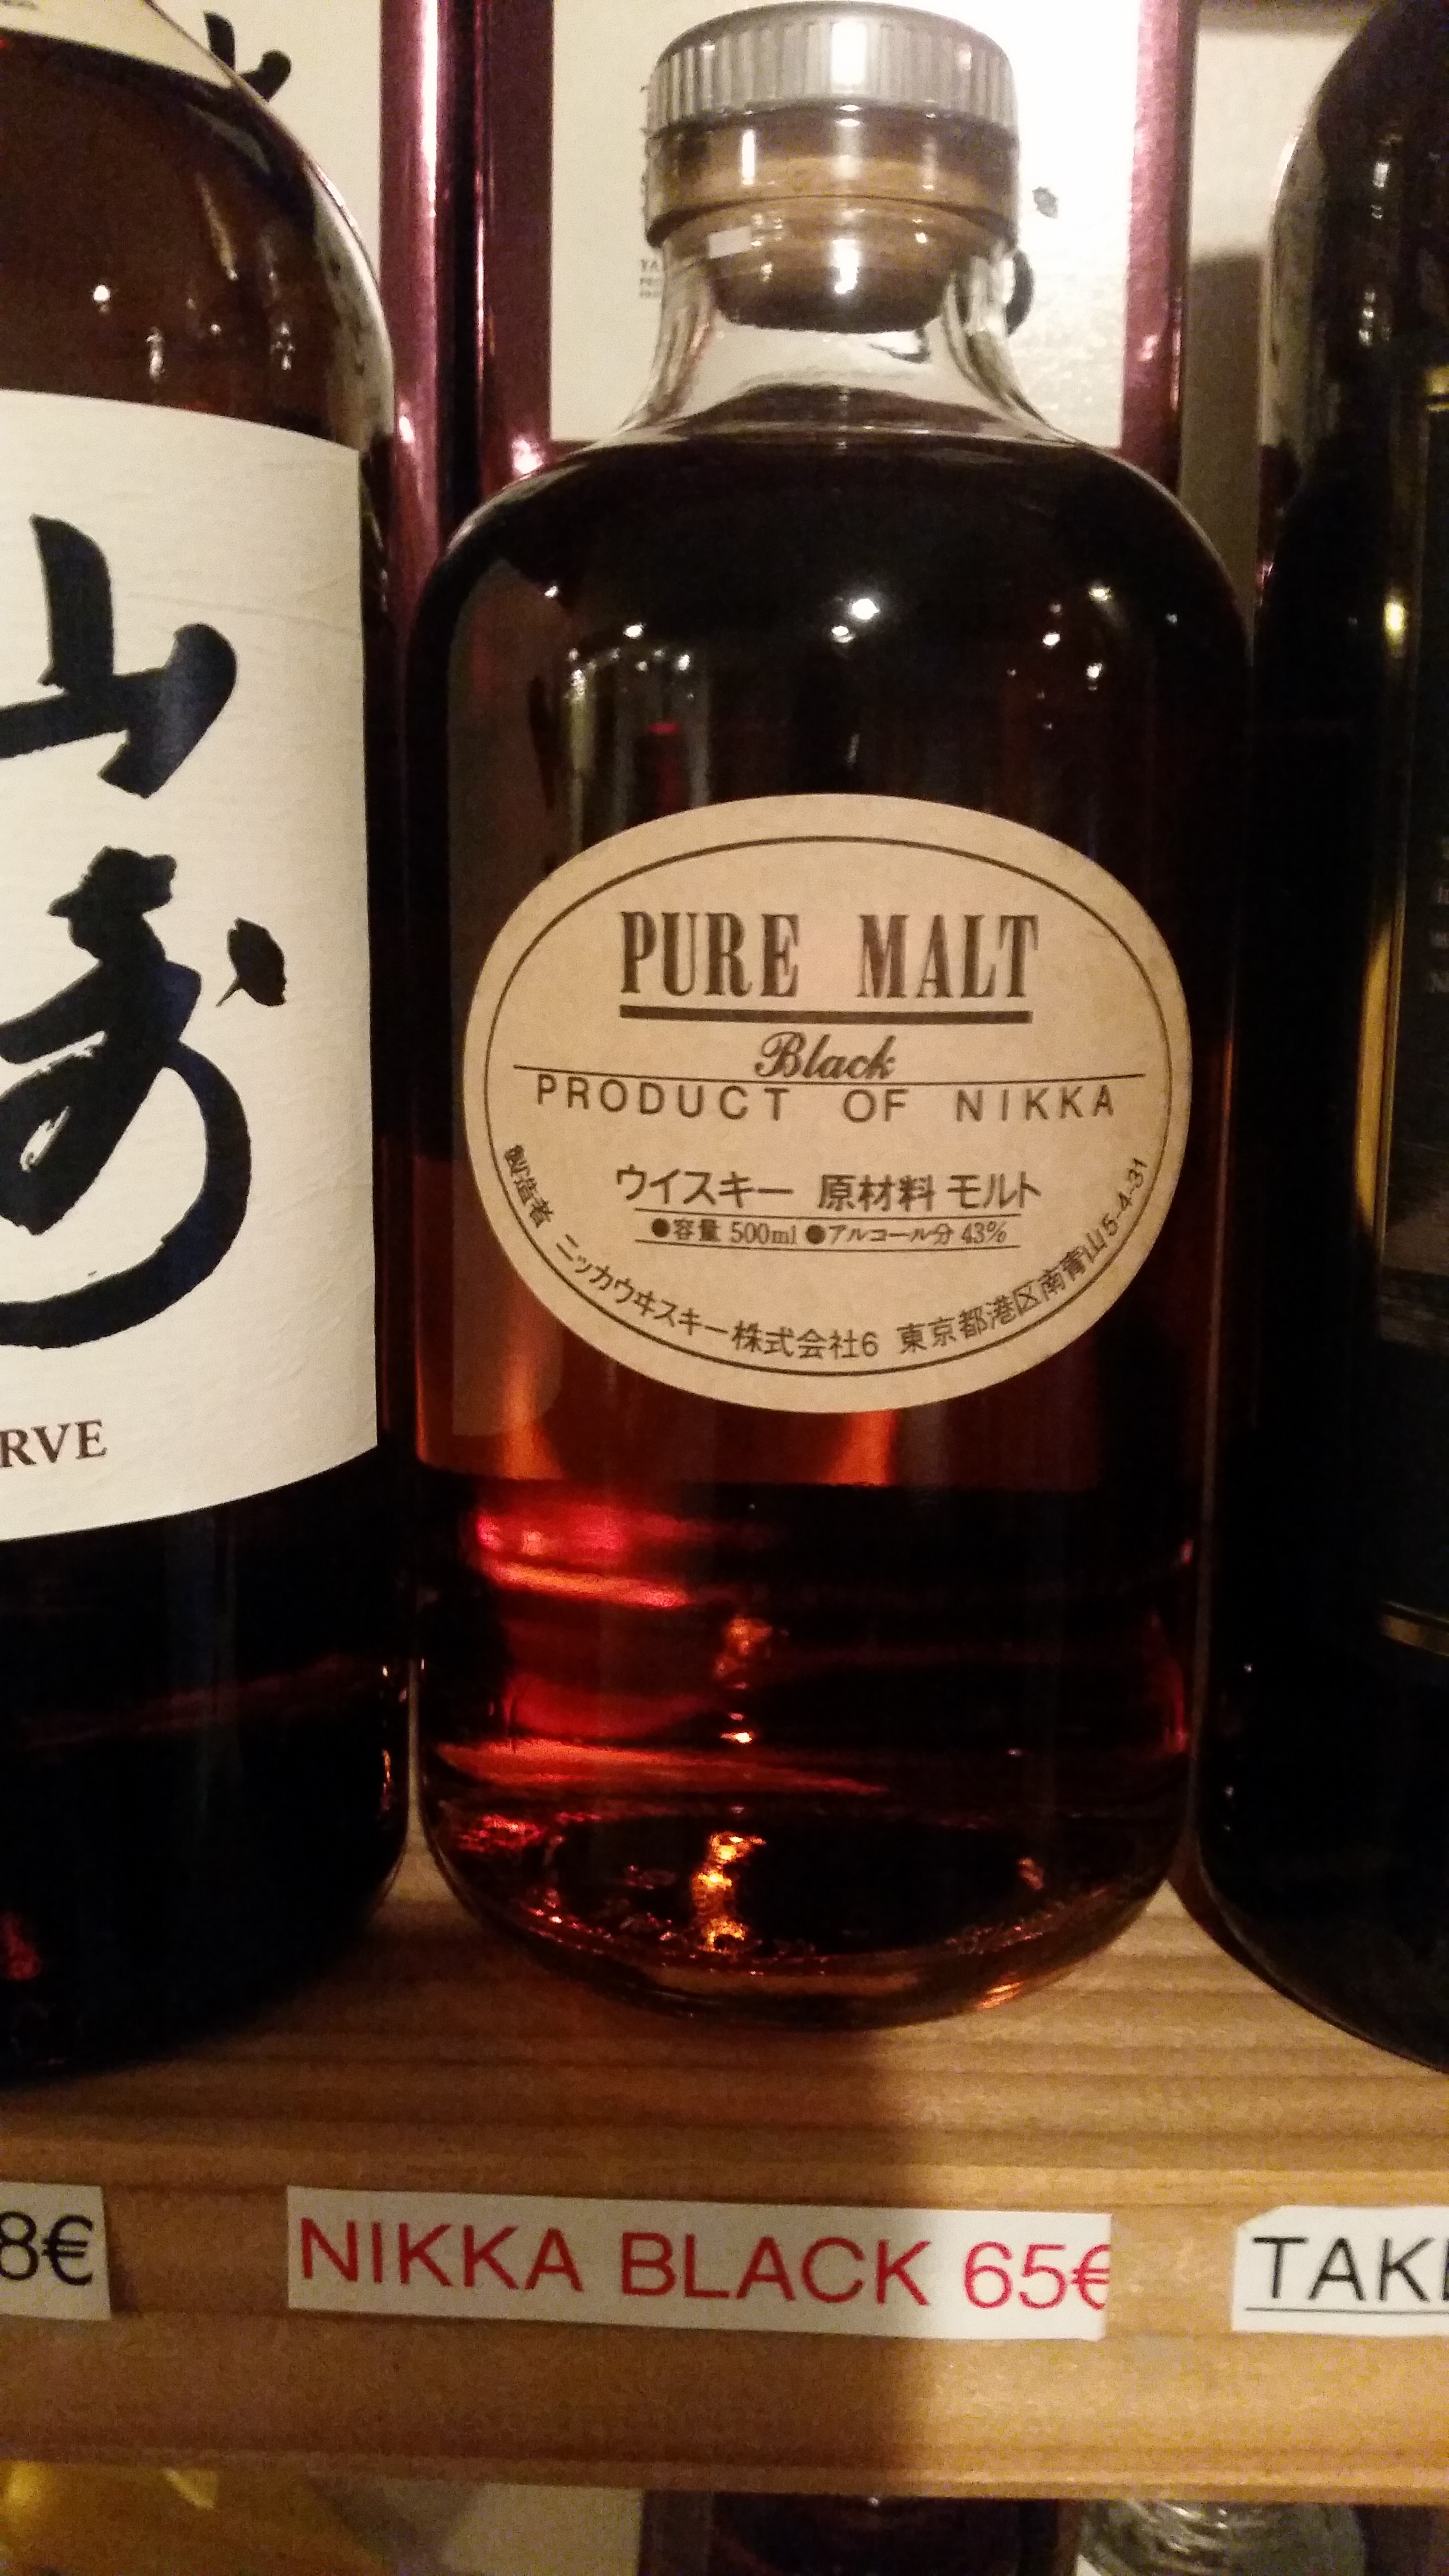 山
崎
RVE
PURE MALT
Black
PRODUCT OF NIKKA
ウイスキー 原材料 モルト
●容量 500ml ●アルコール分 43%
製造者 ニッカウヰスキー株式会社6 東京都港区南青山5-4-31
8€
NIKKA BLACK 65€
TAK